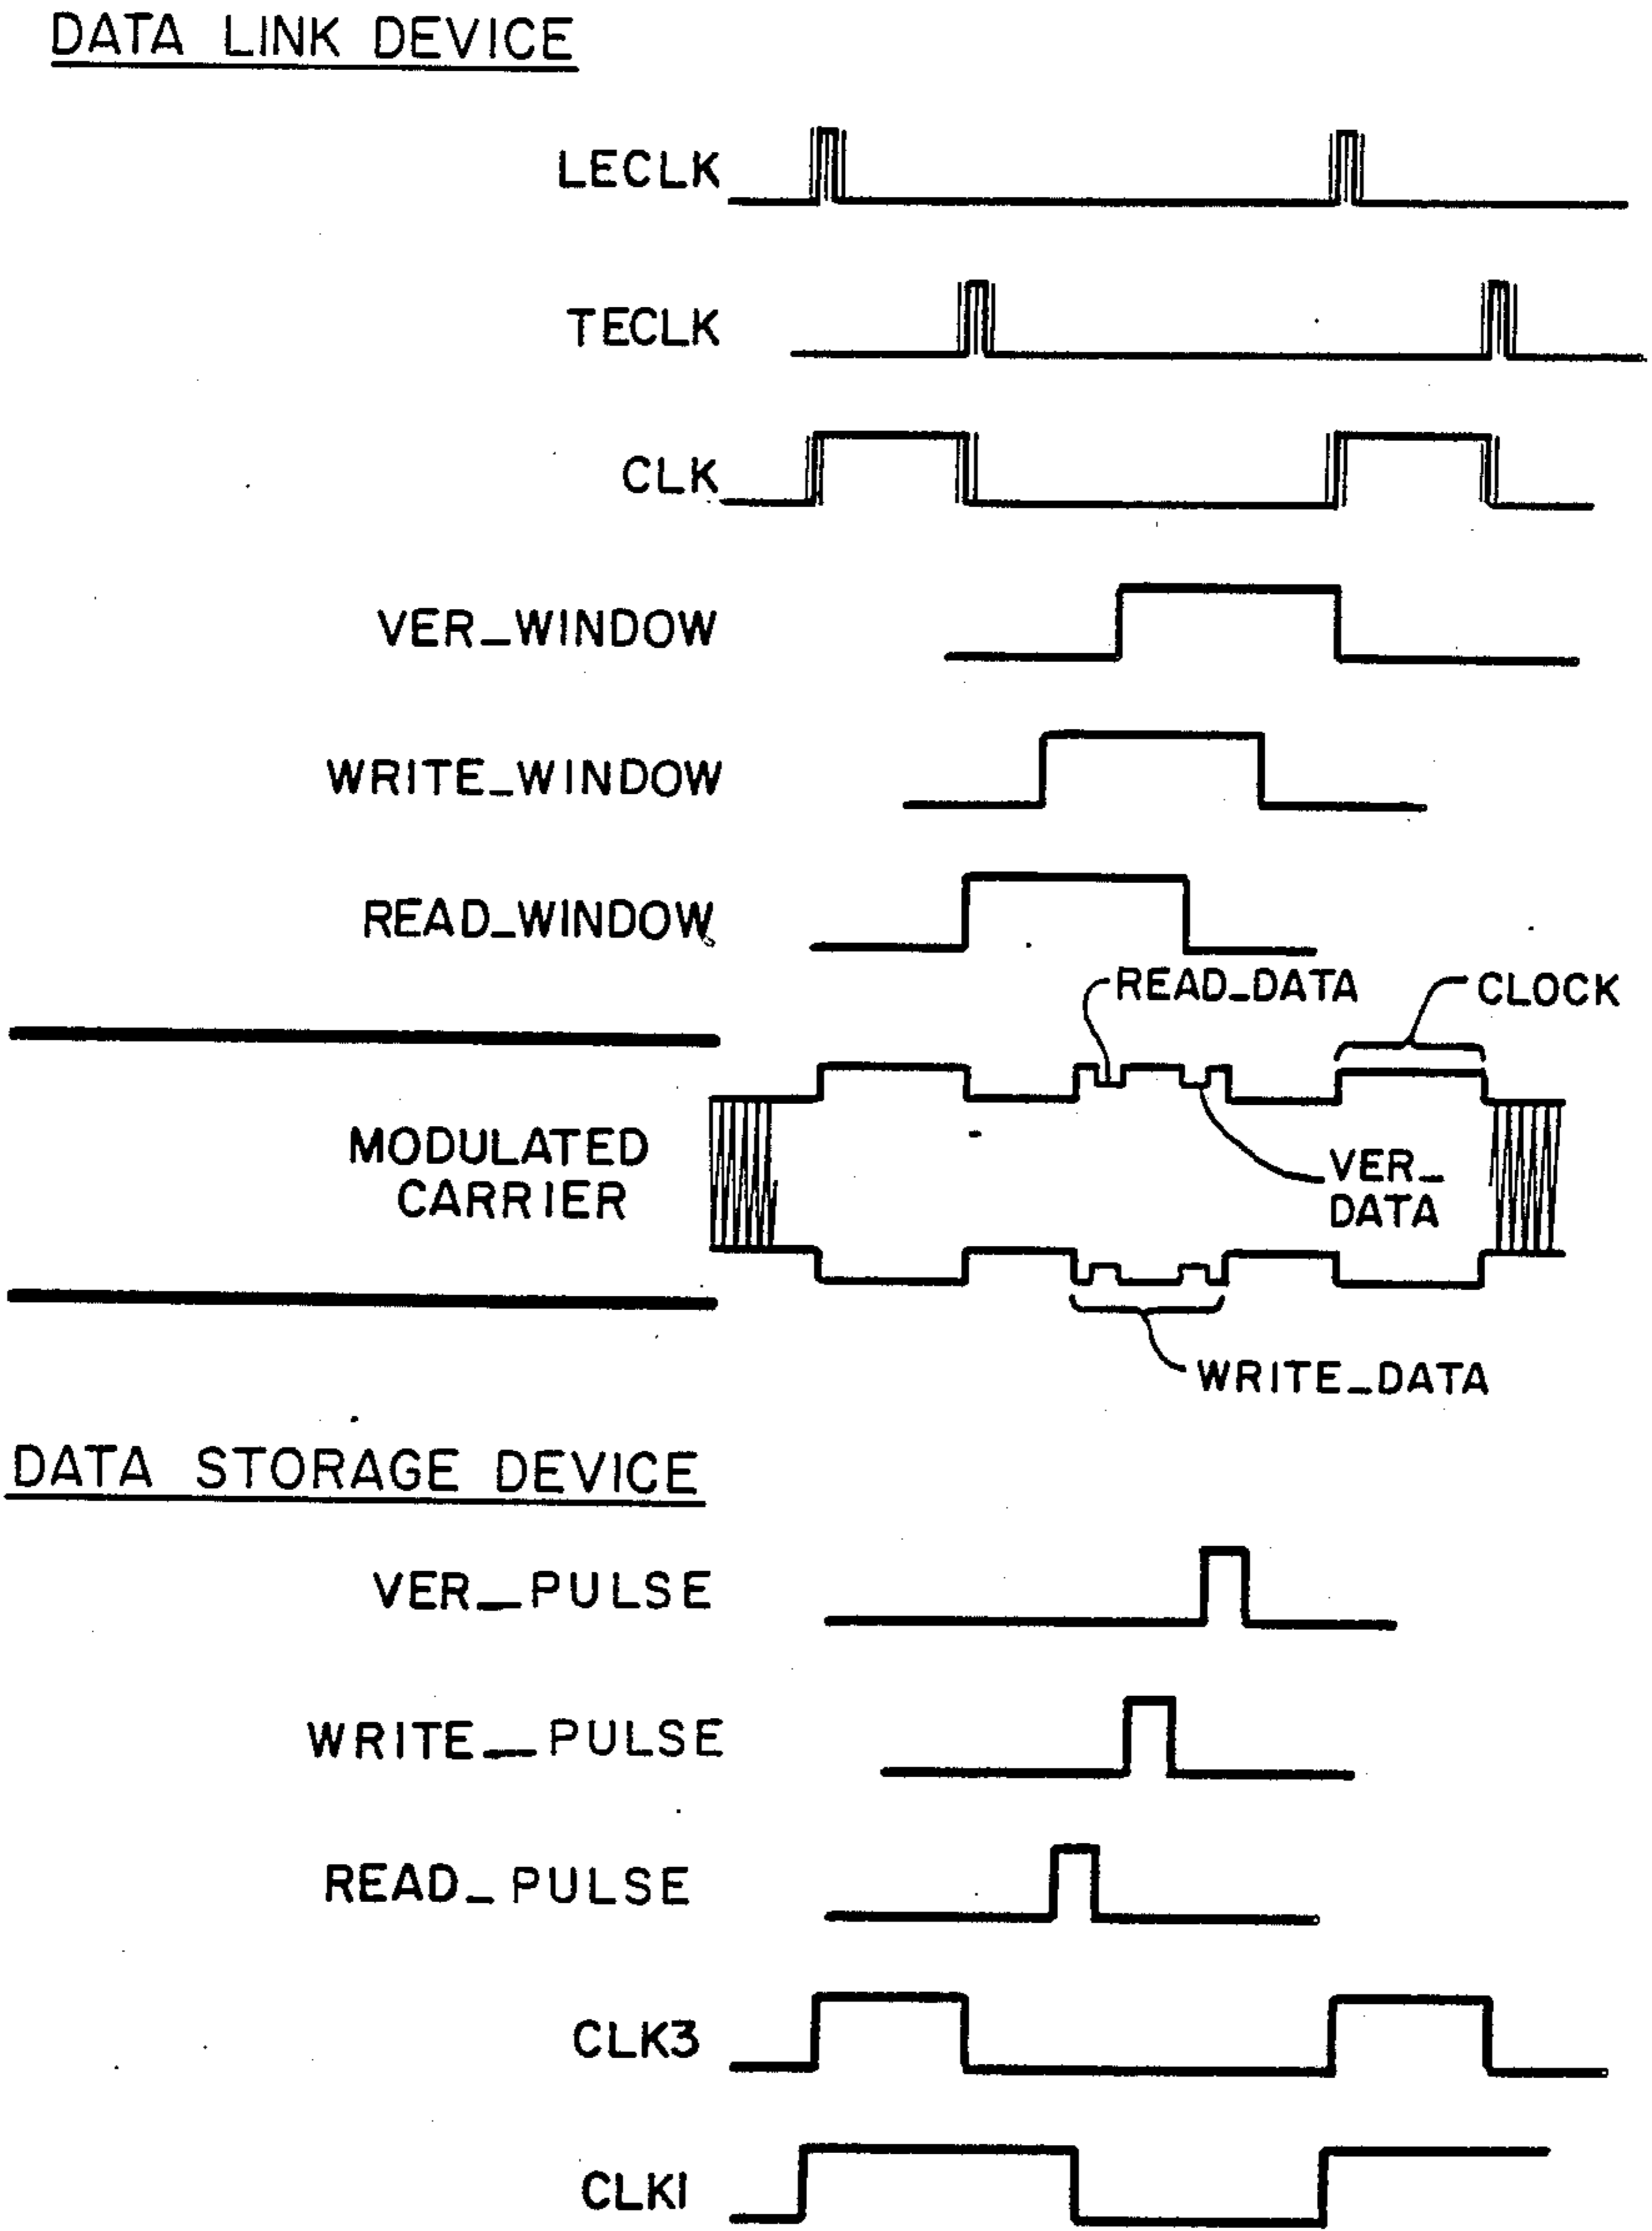 DATA LINK DEVICE
LECLK
TECLK
CLK
VER_WINDOW
WRITE_WINDOW
READ_WINDOW
READ_DATA
CLOCK
MODULATED
CARRIER
VER_
DATA
WRITE_DATA
DATA STORAGE DEVICE
VER_PULSE
WRITE_PULSE
READ_PULSE
CLK3
CLK1